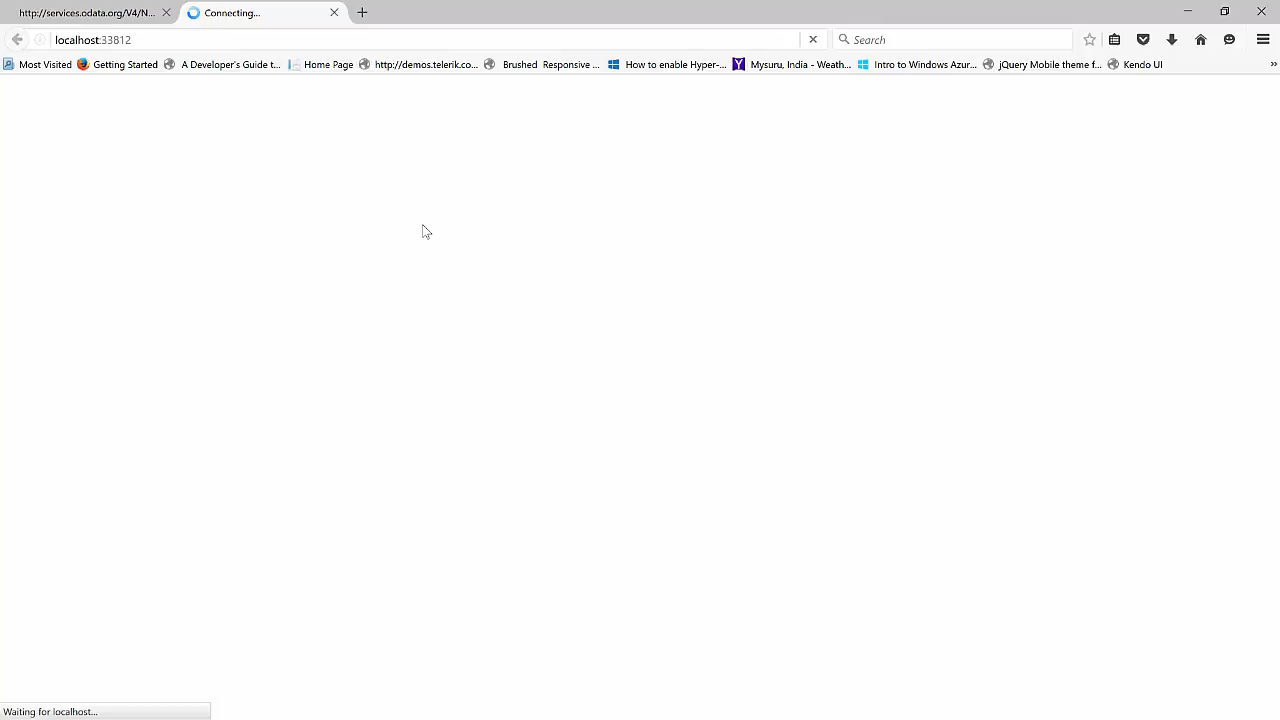 http://services.odata.org/V4/N... Connecting...
localhost:33812 Search
Most Visited Getting Started A Developer's Guide t... Home Page http://demos.telerik.co... Brushed Responsive ... How to enable Hyper-... Mysuru, India - Weath... Intro to Windows Azur... jQuery Mobile theme f... Kendo UI
Waiting for localhost...